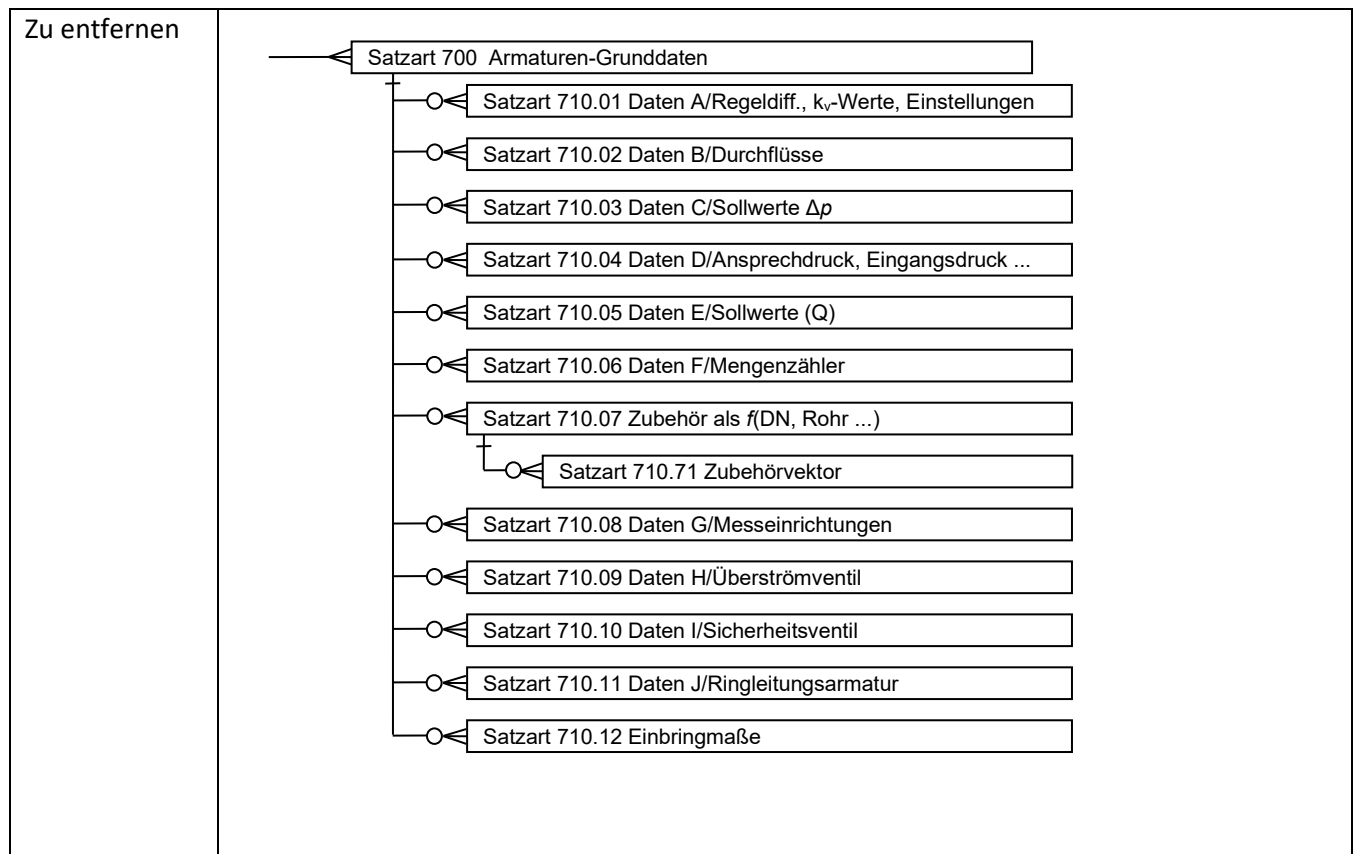 Zu entfernen
Satzart 700 Armaturen-Grunddaten
Satzart 710.01 Daten A/Regeldiff., kᵥ-Werte, Einstellungen
Satzart 710.02 Daten B/Durchflüsse
Satzart 710.03 Daten C/Sollwerte Δp
Satzart 710.04 Daten D/Ansprechdruck, Eingangsdruck ...
Satzart 710.05 Daten E/Sollwerte (Q)
Satzart 710.06 Daten F/Mengenzähler
Satzart 710.07 Zubehör als f(DN, Rohr ...)
Satzart 710.71 Zubehörvektor
Satzart 710.08 Daten G/Messeinrichtungen
Satzart 710.09 Daten H/Überströmventil
Satzart 710.10 Daten I/Sicherheitsventil
Satzart 710.11 Daten J/Ringleitungsarmatur
Satzart 710.12 Einbringmaße